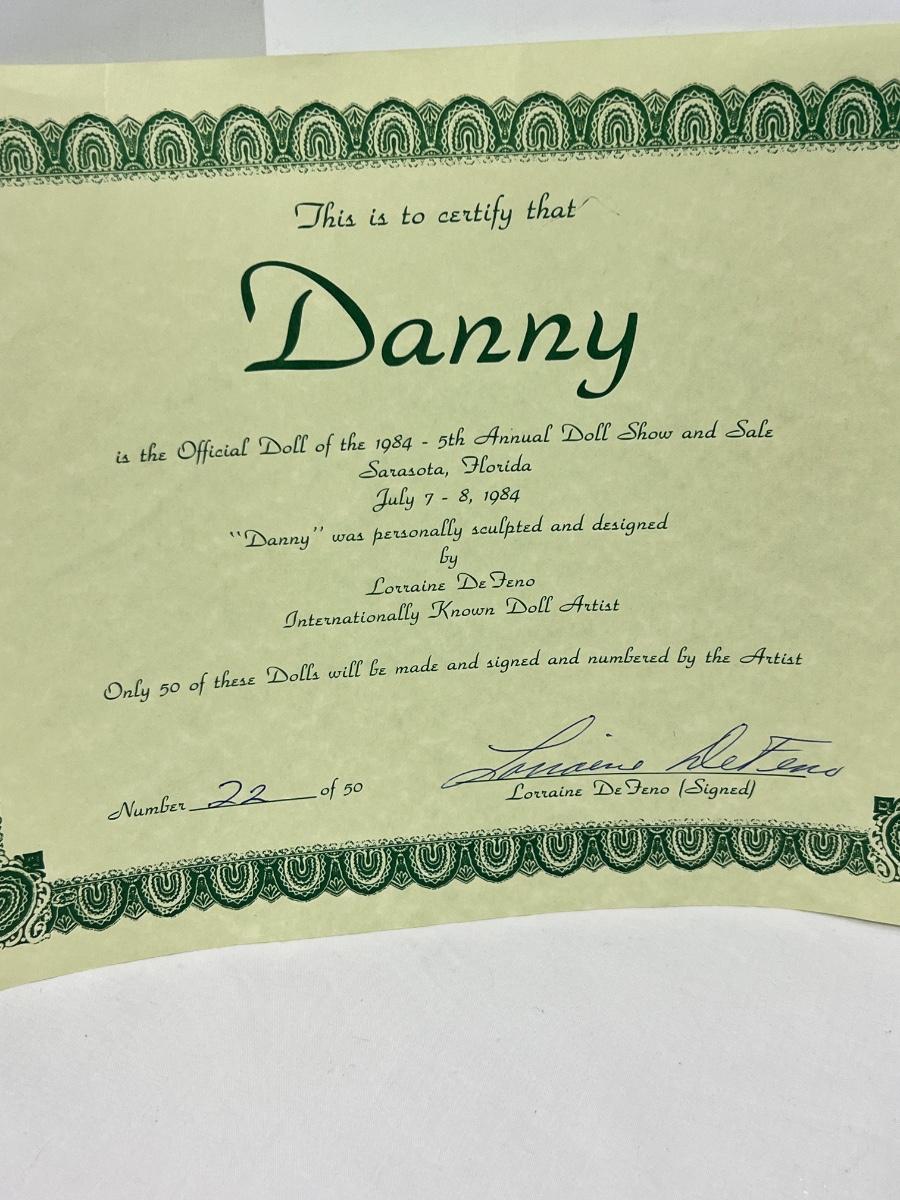 This is to certify that
Danny
is the Official Doll of the 1984 - 5th Annual Doll Show and Sale
Sarasota, Florida
July 7 - 8, 1984
"Danny" was personally sculpted and designed
by
Lorraine DeFeno
Internationally Known Doll Artist
Only 50 of these Dolls will be made and signed and numbered by the Artist
Lorraine DeFeno
Number 22 of 50
Lorraine DeFeno (Signed)